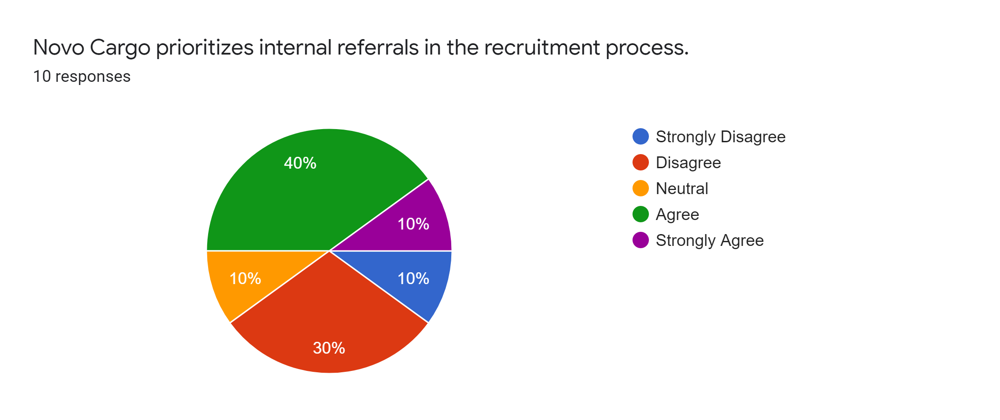 Novo Cargo prioritizes internal referrals in the recruitment process.
10 responses
40%
10%
10%
10%
30%
Strongly Disagree
Disagree
Neutral
Agree
Strongly Agree